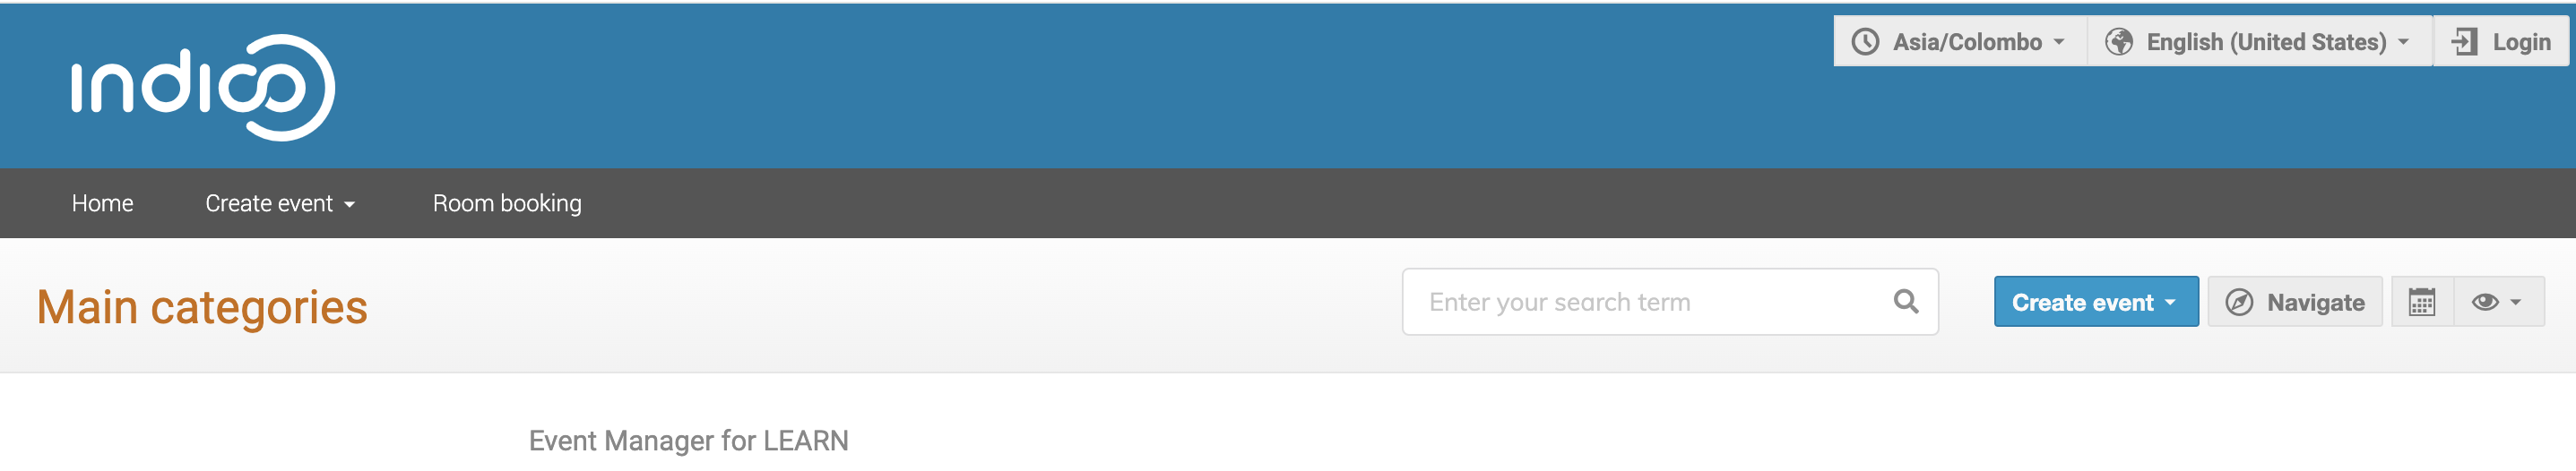 indico
Asia/Colombo English (United States) Login
Home Create event Room booking
Main categories Enter your search term Create event Navigate
Event Manager for LEARN